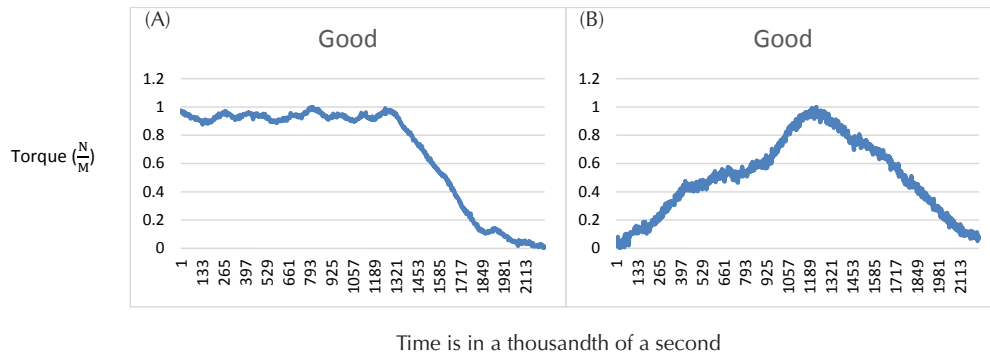 (A)
Good
1.2
1
0.8
0.6
0.4
0.2
0
1 133 265 397 529 661 793 925 1057 1189 1321 1453 1585 1717 1849 1981 2113
(B)
Good
1.2
1
0.8
0.6
0.4
0.2
0
1 133 265 397 529 661 793 925 1057 1189 1321 1453 1585 1717 1849 1981 2113
Torque (N/M)
Time is in a thousandth of a second